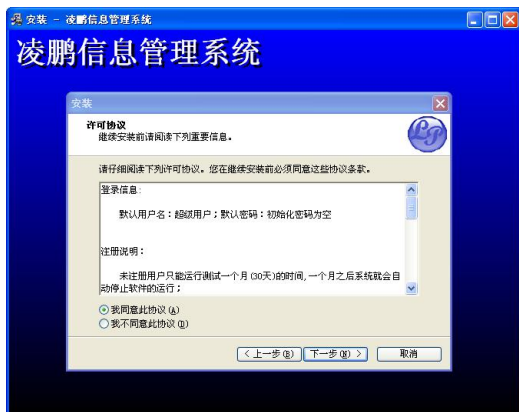 安装 - 凌鹏信息管理系统
凌鹏信息管理系统
安装
许可协议
继续安装前请阅读下列重要信息。
LP
请仔细阅读下列许可协议。您在继续安装前必须同意这些协议条款。
登录信息:
默认用户名：超级用户；默认密码：初始化密码为空
注册说明：
未注册用户只能运行测试一个月(30天)的时间,一个月之后系统就会自
动停止软件的运行；
我同意此协议(A)
我不同意此协议(D)
< 上一步(B)
下一步(N) >
取消